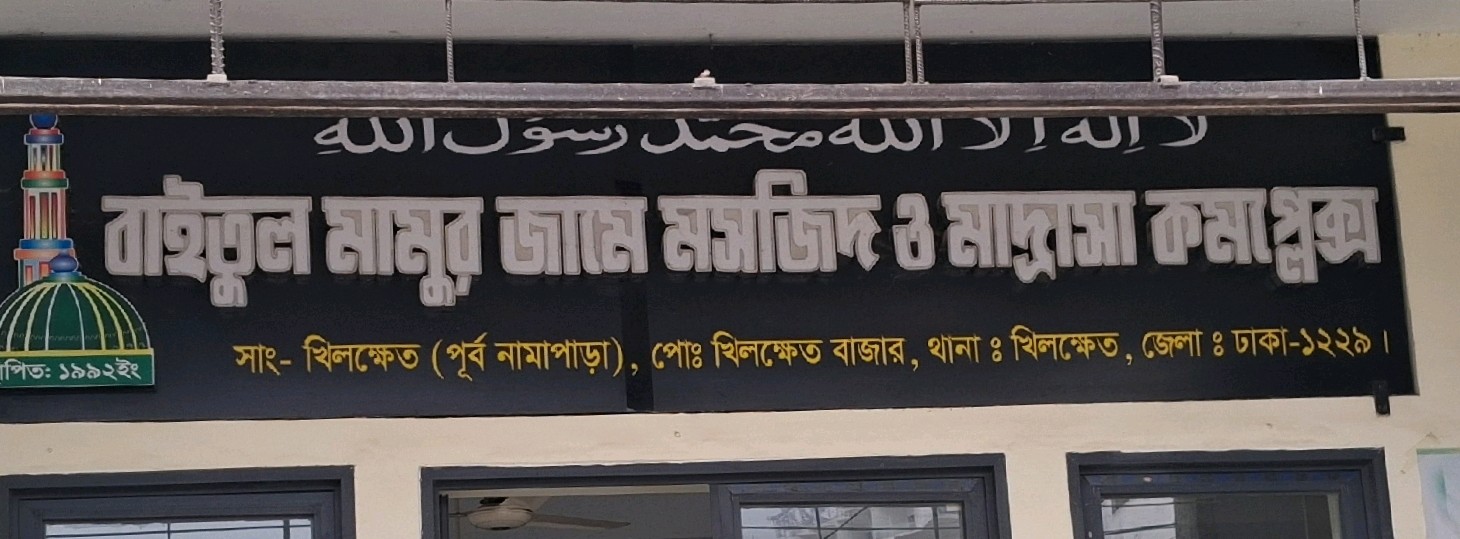 لا إله إلا الله محمد رسول الله
বাইতুল মামুর জামে মসজিদ ও মাদ্রাসা কমপ্লেক্স
সাং- খিলক্ষেত (পূর্ব নামাপাড়া), পোঃ খিলক্ষেত বাজার, থানা ঃ খিলক্ষেত, জেলা ঃ ঢাকা-১২২৯।
১৯৯২ইং